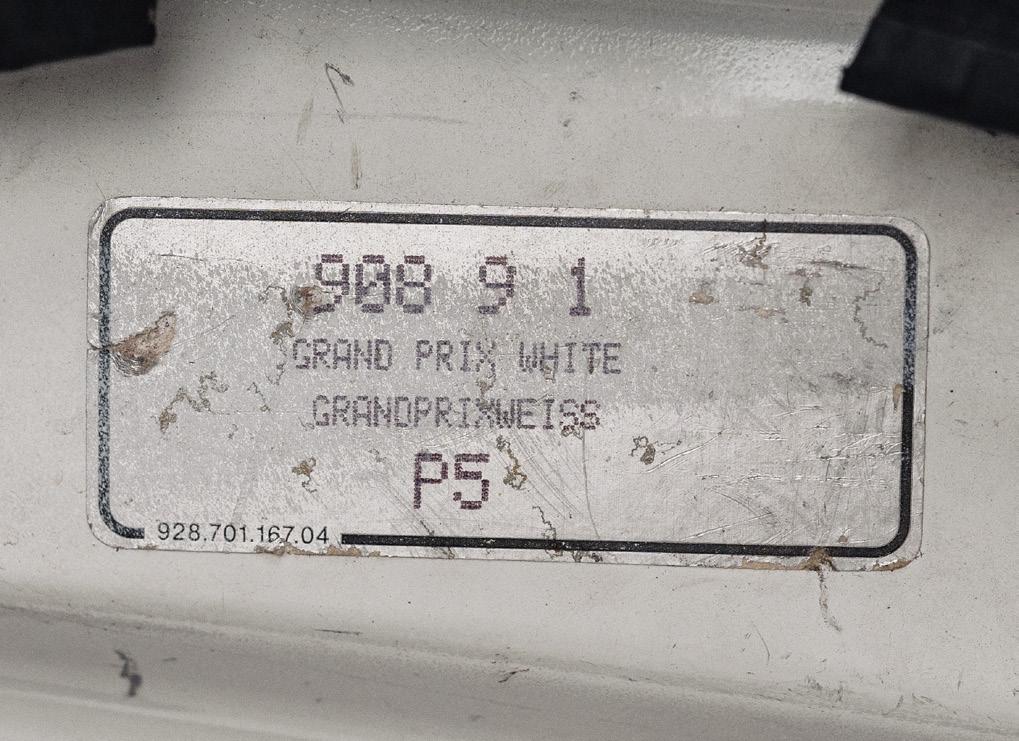 908 9 1
GRAND PRIX WHITE
GRANDPRIXWEISS
P5
928.701.167.04